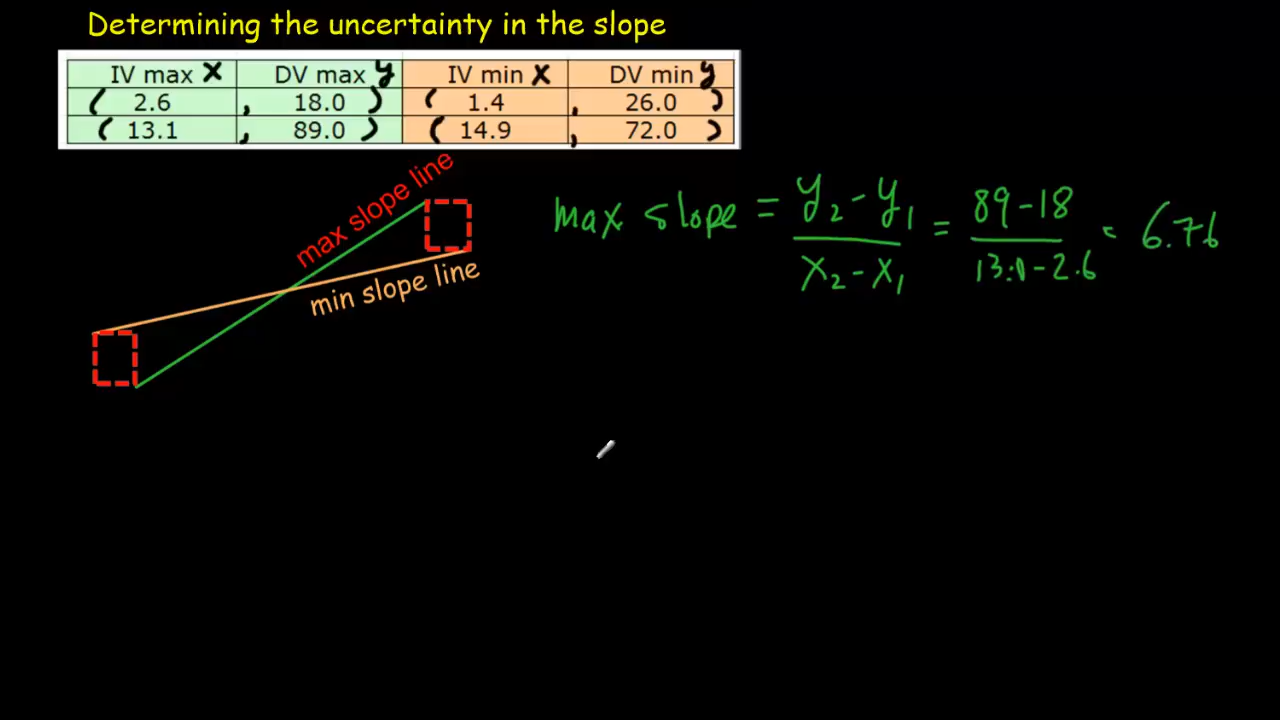 Determining the uncertainty in the slope
IV max x DV max y IV min x DV min y
( 2.6 , 18.0 ) ( 1.4 , 26.0 )
( 13.1 , 89.0 ) ( 14.9 , 72.0 )
max slope line
min slope line
max slope = y₂ - y₁ / x₂ - x₁ = 89 - 18 / 13.1 - 2.6 = 6.76